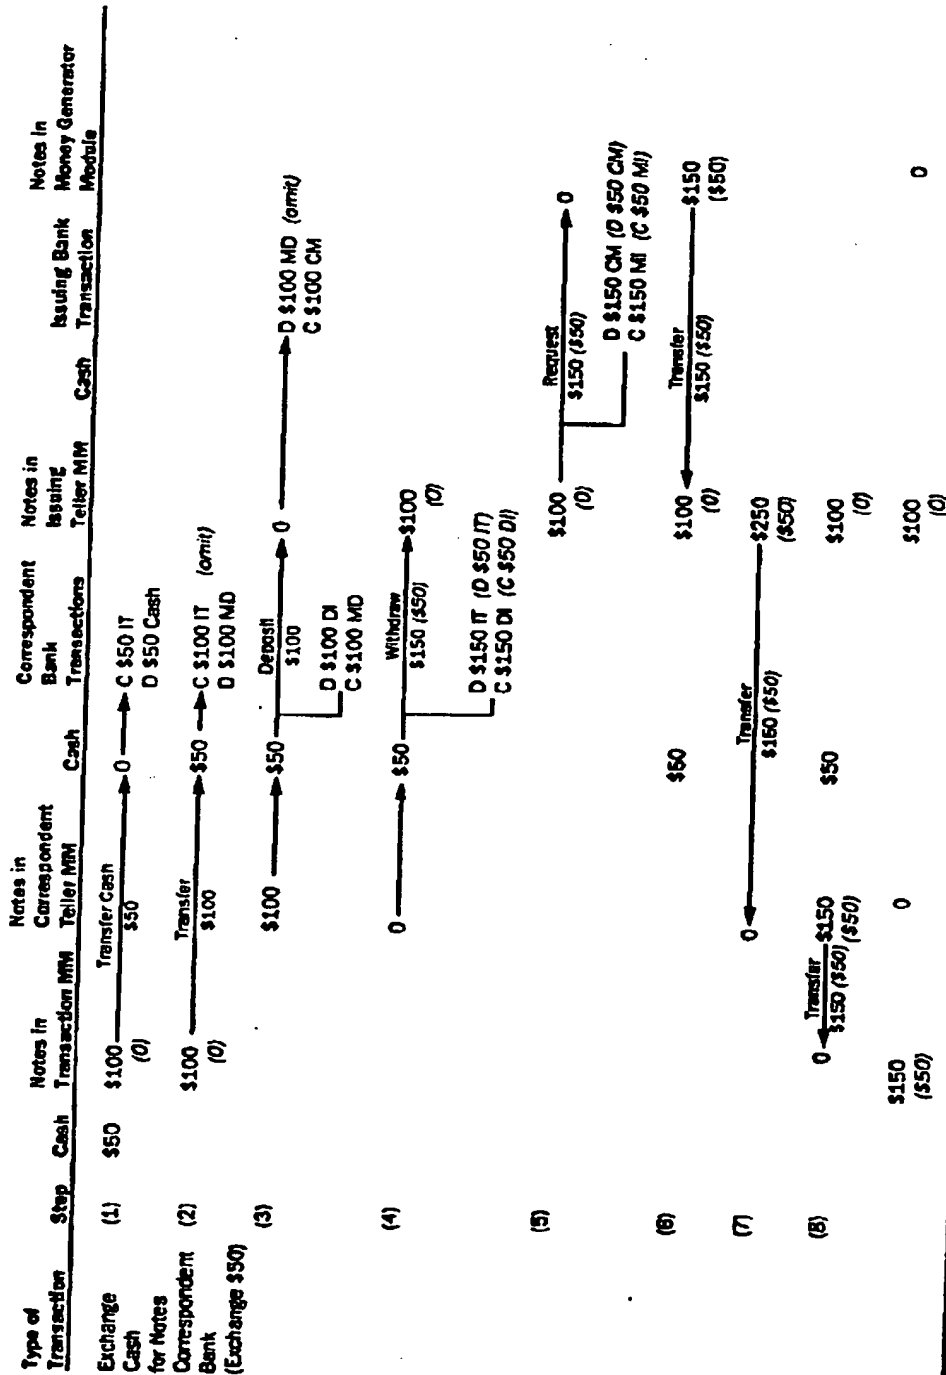 Type of
Transaction
Step
Cash
Notes in
Transaction MM
Notes in
Correspondent
Teller MM
Cash
Correspondent
Bank
Transactions
Notes in
Issuing
Teller MM
Cash
Issuing Bank
Transaction
Notes in
Money Generator
Module
Exchange
Cash
for Notes
Correspondent
Bank
(Exchange $50)
(1) $50 $100 Transfer Cash 0 C $50 IT
(0) $50 D $50 Cash
(2) $100 Transfer $50 C $100 IT (omit)
(0) $100 D $100 MD
(3) $100 $50 Deposit 0 D $100 MD (omit)
$100 C $100 CM
D $100 DI
C $100 MD
(4) 0 $50 Withdraw $100
$150 ($50) (0)
D $150 IT (D $50 IT)
C $150 DI (C $50 DI)
(5) $100 Request 0
(0) $150 ($50)
D $150 CM (D $50 CM)
C $150 MI (C $50 MI)
(6) $50 $100 Transfer $150
(0) $150 ($50) ($50)
(7) 0 Transfer $250
$150 ($50) ($50)
(8) 0 Transfer $150 $50 $100
$150 ($50) ($50) (0)
$150 0 $100 0
($50) (0)